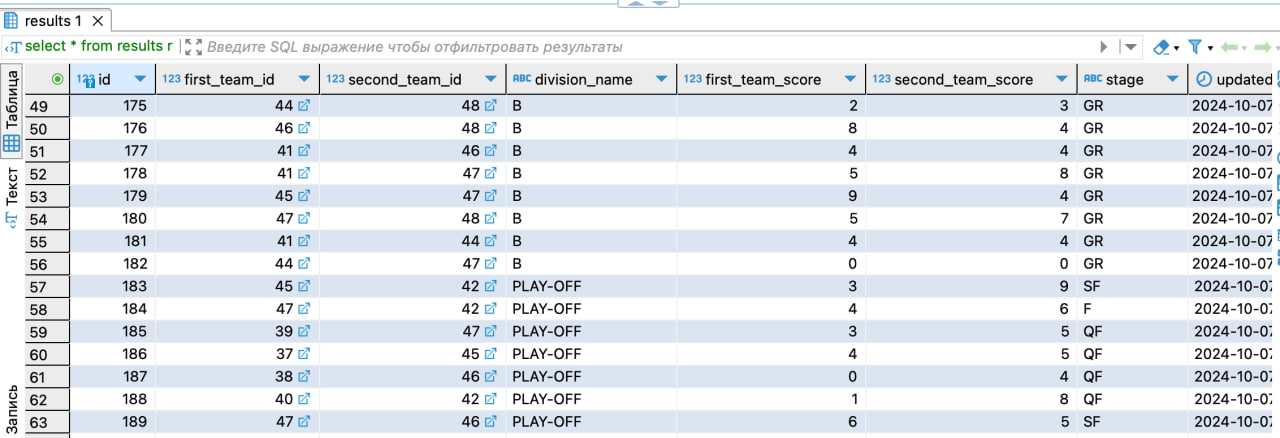 results 1
select * from results r Введите SQL выражение чтобы отфильтровать результаты
Таблица
Текст
Запись
123 id 123 first_team_id 123 second_team_id ABC division_name 123 first_team_score 123 second_team_score ABC stage updated
49 175 44 48 B 2 3 GR 2024-10-07
50 176 46 48 B 8 4 GR 2024-10-07
51 177 41 46 B 4 4 GR 2024-10-07
52 178 41 47 B 5 8 GR 2024-10-07
53 179 45 47 B 9 4 GR 2024-10-07
54 180 47 48 B 5 7 GR 2024-10-07
55 181 41 44 B 4 4 GR 2024-10-07
56 182 44 47 B 0 0 GR 2024-10-07
57 183 45 42 PLAY-OFF 3 9 SF 2024-10-07
58 184 47 42 PLAY-OFF 4 6 F 2024-10-07
59 185 39 47 PLAY-OFF 3 5 QF 2024-10-07
60 186 37 45 PLAY-OFF 4 5 QF 2024-10-07
61 187 38 46 PLAY-OFF 0 4 QF 2024-10-07
62 188 40 42 PLAY-OFF 1 8 QF 2024-10-07
63 189 47 46 PLAY-OFF 6 5 SF 2024-10-07